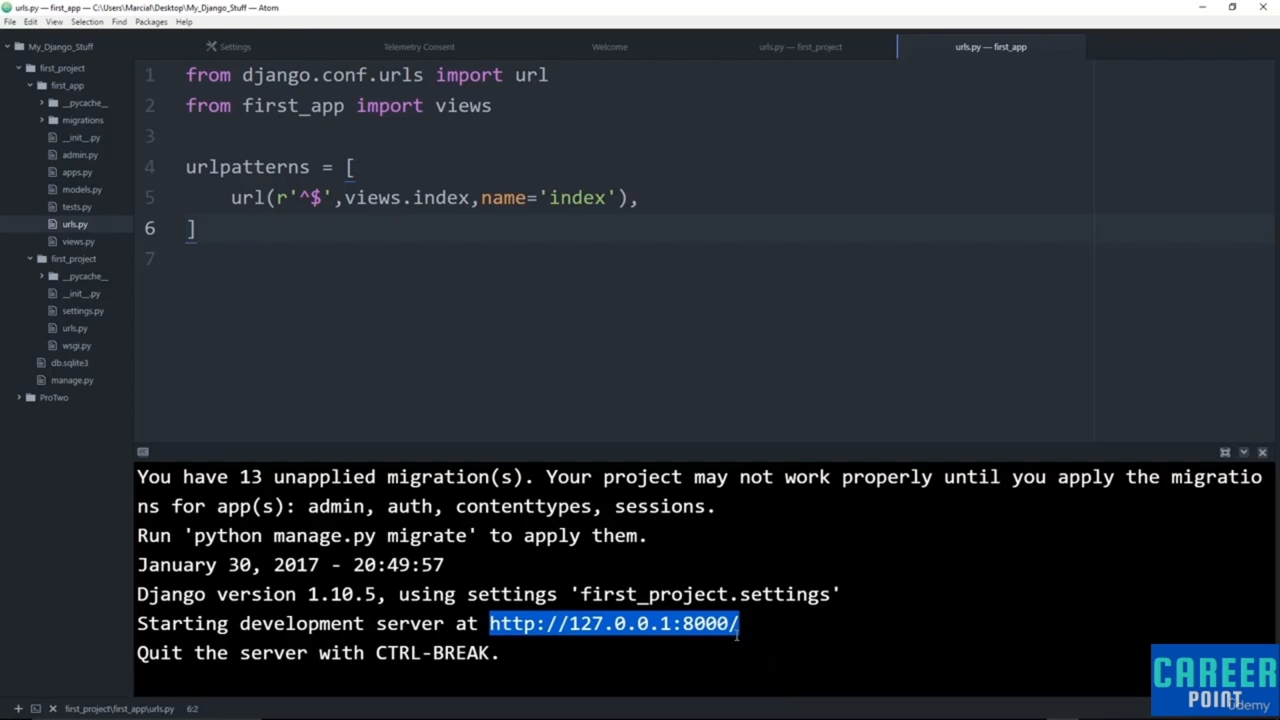 urls.py — first_app — C:\Users\Marcial\Desktop\My_Django_Stuff — Atom
File Edit View Selection Find Packages Help
My_Django_Stuff
first_project
first_app
__pycache__
migrations
__init__.py
admin.py
apps.py
models.py
tests.py
urls.py
views.py
first_project
__pycache__
__init__.py
settings.py
urls.py
wsgi.py
db.sqlite3
manage.py
ProTwo
Settings Telemetry Consent Welcome urls.py — first_project urls.py — first_app
1 from django.conf.urls import url
2 from first_app import views
3
4 urlpatterns = [
5 url(r'^$',views.index,name='index'),
6 ]
7
You have 13 unapplied migration(s). Your project may not work properly until you apply the migratio
ns for app(s): admin, auth, contenttypes, sessions.
Run 'python manage.py migrate' to apply them.
January 30, 2017 - 20:49:57
Django version 1.10.5, using settings 'first_project.settings'
Starting development server at http://127.0.0.1:8000/
Quit the server with CTRL-BREAK.
CAREER
POINT
Udemy
first_project\first_app\urls.py 6:2